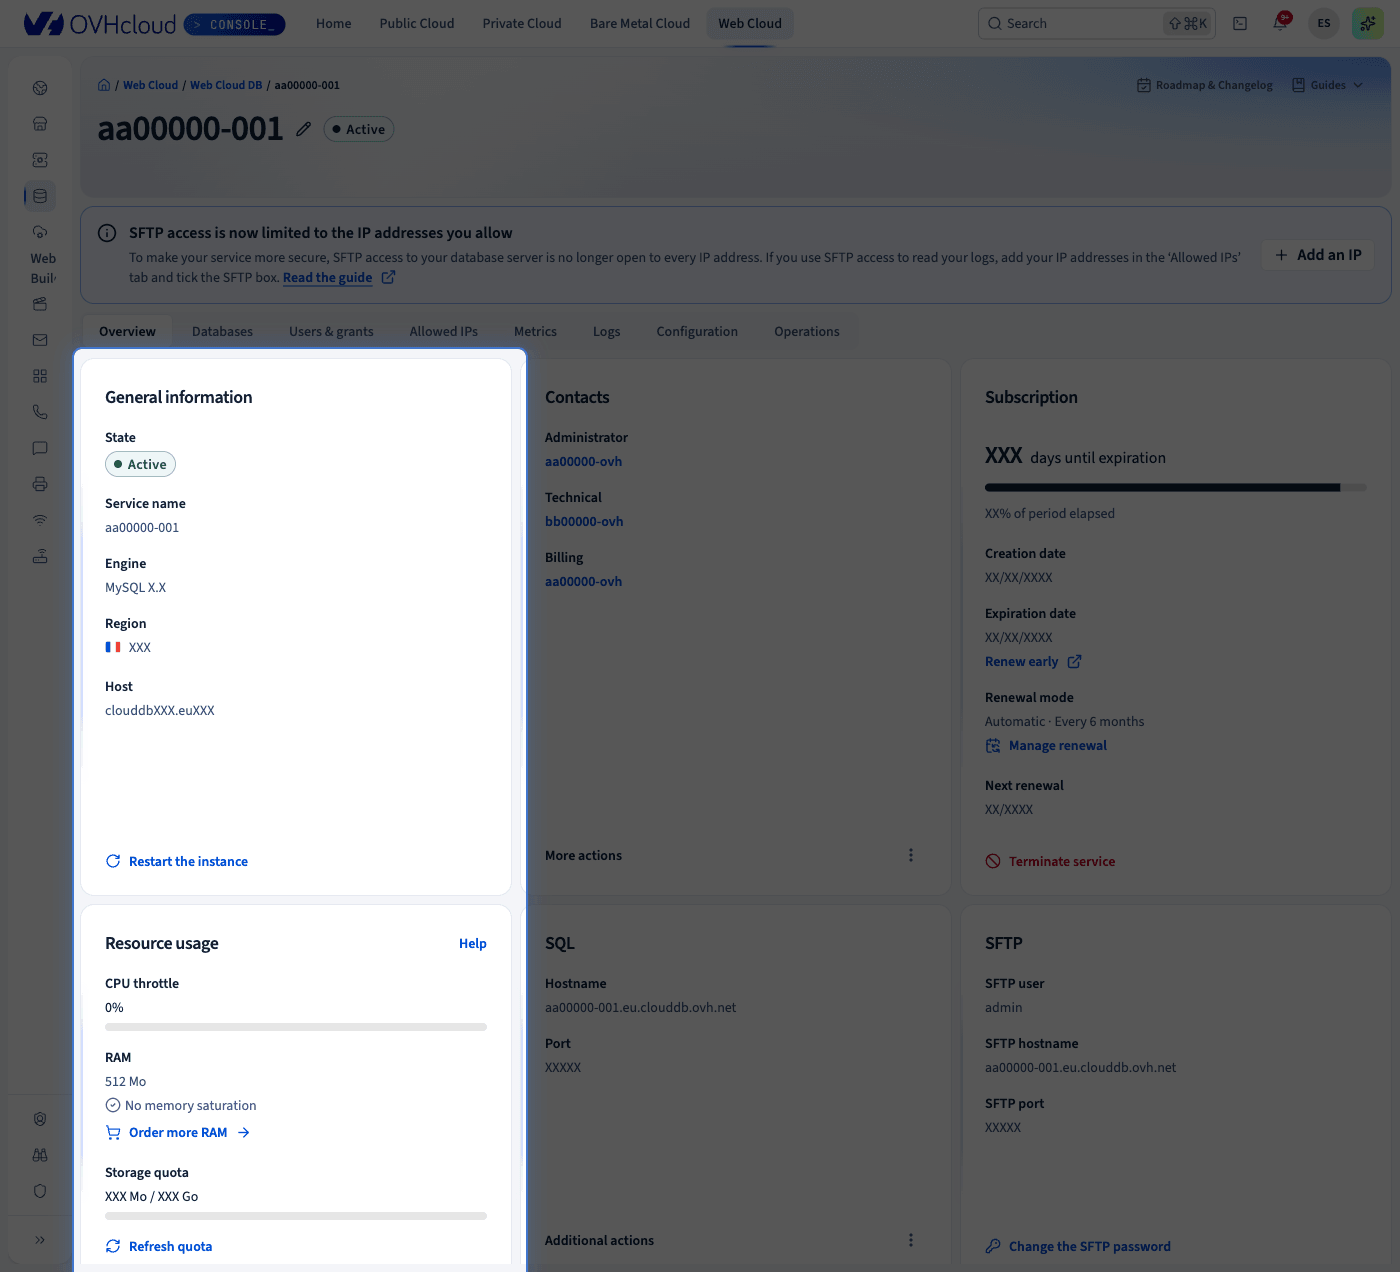 OVHcloud > CONSOLE_
Home
Public Cloud
Private Cloud
Bare Metal Cloud
Web Cloud
Search
⇧⌘K
9+
ES
/ Web Cloud / Web Cloud DB / aa00000-001
Roadmap & Changelog
Guides
aa00000-001
Active
SFTP access is now limited to the IP addresses you allow
To make your service more secure, SFTP access to your database server is no longer open to every IP address. If you use SFTP access to read your logs, add your IP addresses in the ‘Allowed IPs’
tab and tick the SFTP box. Read the guide
Add an IP
Web
Buil
Overview
Databases
Users & grants
Allowed IPs
Metrics
Logs
Configuration
Operations
General information
State
Active
Service name
aa00000-001
Engine
MySQL X.X
Region
XXX
Host
clouddbXXX.euXXX
Restart the instance
Contacts
Administrator
aa00000-ovh
Technical
bb00000-ovh
Billing
aa00000-ovh
More actions
Subscription
XXX days until expiration
XX% of period elapsed
Creation date
XX/XX/XXXX
Expiration date
XX/XX/XXXX
Renew early
Renewal mode
Automatic · Every 6 months
Manage renewal
Next renewal
XX/XXXX
Terminate service
Resource usage
Help
CPU throttle
0%
RAM
512 Mo
No memory saturation
Order more RAM
Storage quota
XXX Mo / XXX Go
Refresh quota
SQL
Hostname
aa00000-001.eu.clouddb.ovh.net
Port
XXXXX
Additional actions
SFTP
SFTP user
admin
SFTP hostname
aa00000-001.eu.clouddb.ovh.net
SFTP port
XXXXX
Change the SFTP password